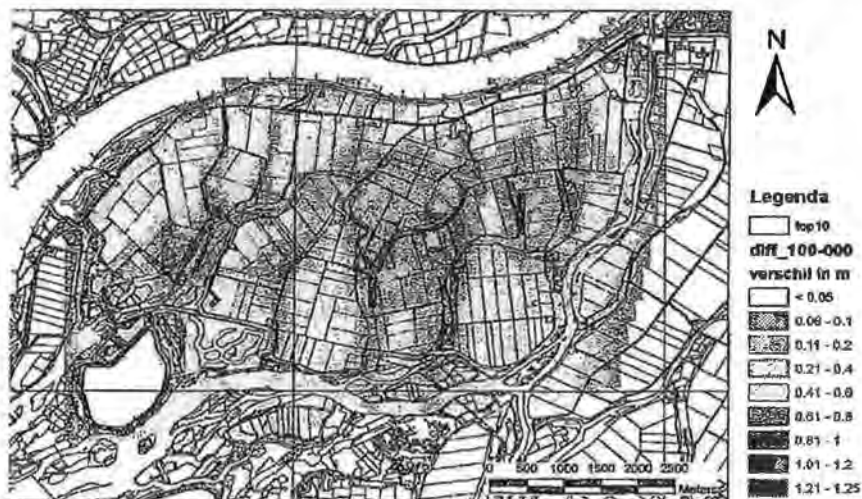 N
Legenda
top10
diff_100-000
verschil in m
< 0.05
0.06 - 0.1
0.11 - 0.2
0.21 - 0.4
0.41 - 0.6
0.61 - 0.8
0.81 - 1
1.01 - 1.2
1.21 - 1.25
0 500 1000 1500 2000 2500
Meters